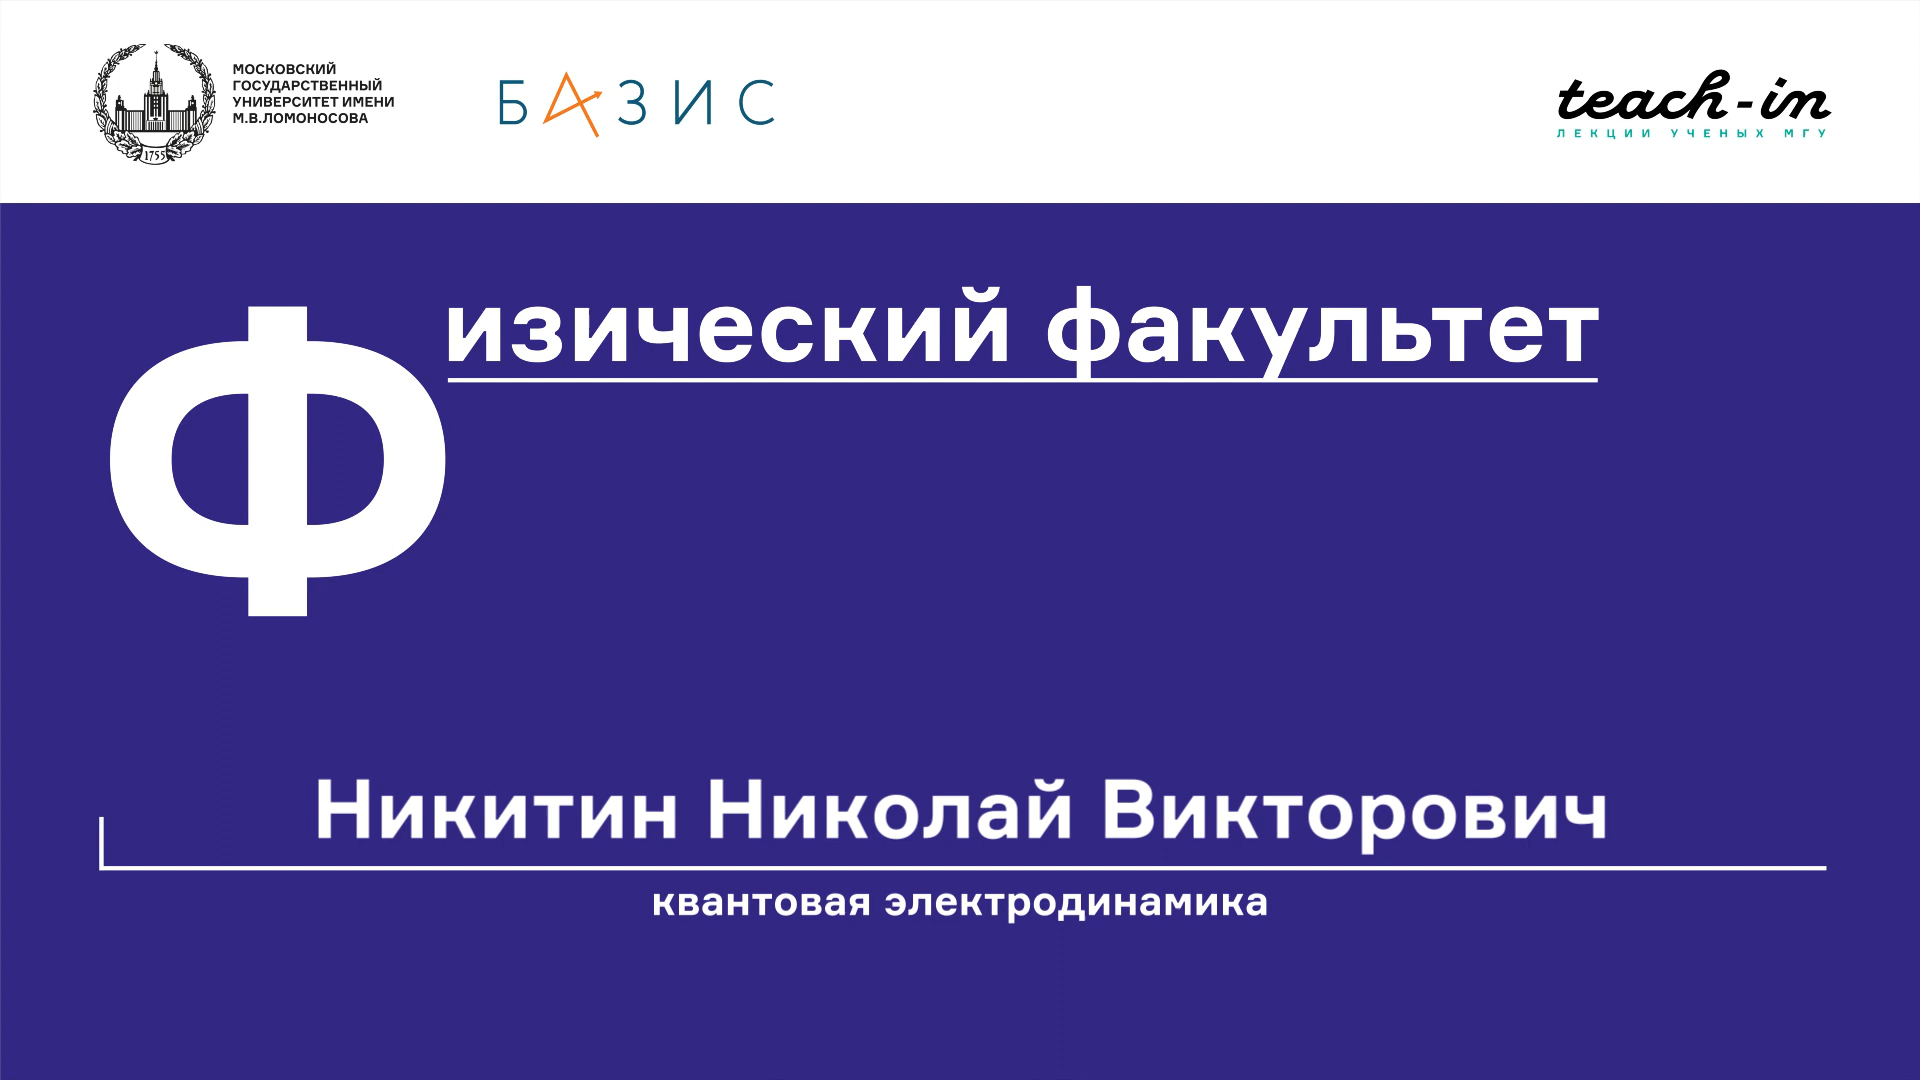 МОСКОВСКИЙ
ГОСУДАРСТВЕННЫЙ
УНИВЕРСИТЕТ ИМЕНИ
М.В.ЛОМОНОСОВА
1755
БАЗИС
teach-in
ЛЕКЦИИ УЧЕНЫХ МГУ
Физический факультет
Никитин Николай Викторович
квантовая электродинамика